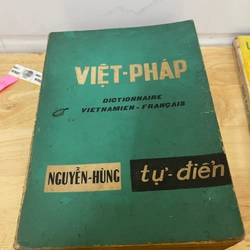 VIỆT-PHÁP
DICTIONNAIRE
VIETNAMIEN - FRANÇAIS
NGUYỄN-HÙNG
tự-điển